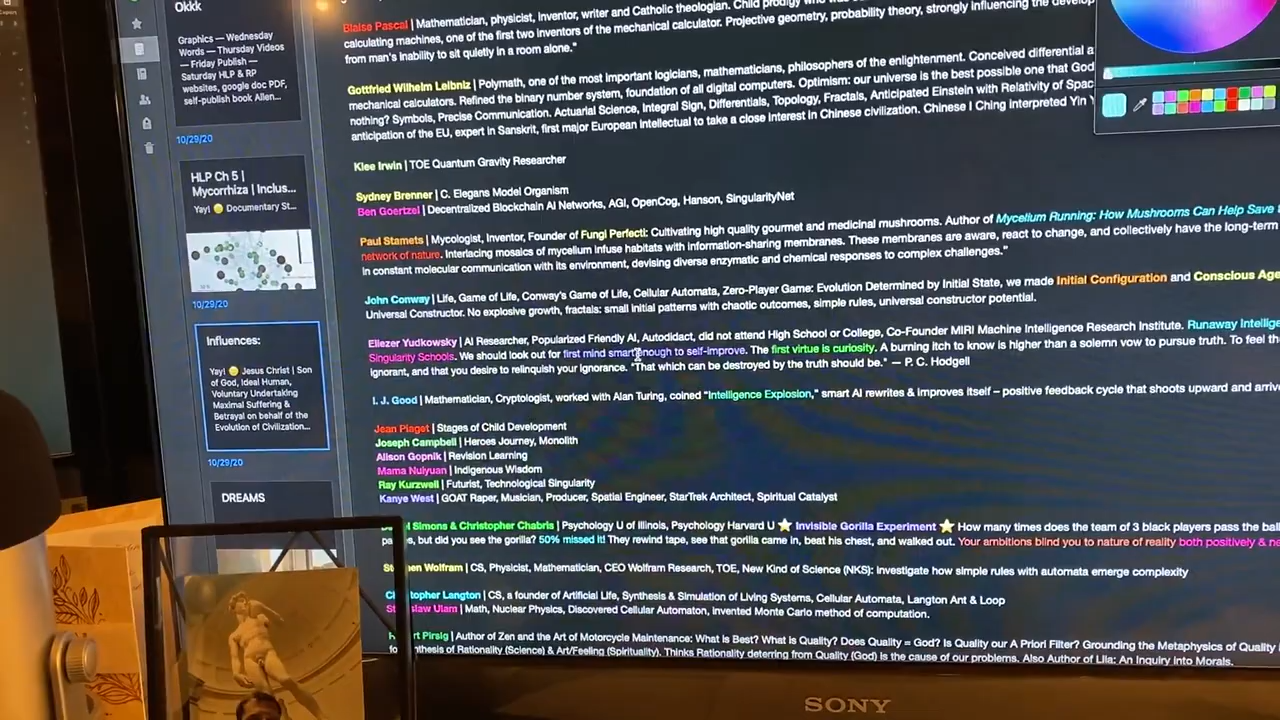 Okkk
Graphics — Wednesday
Words — Thursday Videos
— Friday Publish —
Saturday HLP & RP
websites, google doc PDF,
self-publish book Allen...
10/29/20
HLP Ch 5 |
Mycorrhiza | Inclus...
Yay! Documentary St...
10/29/20
Influences:
Yay! Jesus Christ | Son
of God, Ideal Human,
Voluntary Undertaking
Maximal Suffering &
Betrayal on behalf of the
Evolution of Civilization...
10/29/20
DREAMS
Blaise Pascal | Mathematician, physicist, inventor, writer and Catholic theologian. Child prodigy who was
calculating machines, one of the first two inventors of the mechanical calculator. Projective geometry, probability theory, strongly influencing the develop
from man's inability to sit quietly in a room alone."
Gottfried Wilhelm Leibniz | Polymath, one of the most important logicians, mathematicians, philosophers of the enlightenment. Conceived differential a
mechanical calculators. Refined the binary number system, foundation of all digital computers. Optimism: our universe is the best possible one that God
nothing? Symbols, Precise Communication. Actuarial Science, Integral Sign, Differentials, Topology, Fractals, Anticipated Einstein with Relativity of Spac
anticipation of the EU, expert in Sanskrit, first major European intellectual to take a close interest in Chinese civilization. Chinese I Ching interpreted Yin
Klee Irwin | TOE Quantum Gravity Researcher
Sydney Brenner | C. Elegans Model Organism
Ben Goertzel | Decentralized Blockchain AI Networks, AGI, OpenCog, Hanson, SingularityNet
Paul Stamets | Mycologist, Inventor, Founder of Fungi Perfecti: Cultivating high quality gourmet and medicinal mushrooms. Author of Mycelium Running: How Mushrooms Can Help Save
network of nature. Interlacing mosaics of mycelium infuse habitats with information-sharing membranes. These membranes are aware, react to change, and collectively have the long-term
in constant molecular communication with its environment, devising diverse enzymatic and chemical responses to complex challenges."
John Conway | Life, Game of Life, Conway's Game of Life, Cellular Automata, Zero-Player Game: Evolution Determined by Initial State, we made Initial Configuration and Conscious Age
Universal Constructor. No explosive growth, fractals: small initial patterns with chaotic outcomes, simple rules, universal constructor potential.
Eliezer Yudkowsky | AI Researcher, Popularized Friendly AI, Autodidact, did not attend High School or College, Co-Founder MIRI Machine Intelligence Research Institute. Runaway Intellige
Singularity Schools. We should look out for first mind smart enough to self-improve. The first virtue is curiosity. A burning itch to know is higher than a solemn vow to pursue truth. To feel th
ignorant, and that you desire to relinquish your ignorance. "That which can be destroyed by the truth should be." — P. C. Hodgell
I. J. Good | Mathematician, Cryptologist, worked with Alan Turing, coined "Intelligence Explosion," smart AI rewrites & improves itself – positive feedback cycle that shoots upward and arriv
Jean Piaget | Stages of Child Development
Joseph Campbell | Heroes Journey, Monolith
Alison Gopnik | Revision Learning
Mama Nuiyuan | Indigenous Wisdom
Ray Kurzweil | Futurist, Technological Singularity
Kanye West | GOAT Raper, Musician, Producer, Spatial Engineer, StarTrek Architect, Spiritual Catalyst
Simons & Christopher Chabris | Psychology U of Illinois, Psychology Harvard U Invisible Gorilla Experiment How many times does the team of 3 black players pass the bal
but did you see the gorilla? 50% missed it! They rewind tape, see that gorilla came in, beat his chest, and walked out. Your ambitions blind you to nature of reality both positively & ne
Wolfram | CS, Physicist, Mathematician, CEO Wolfram Research, TOE, New Kind of Science (NKS): investigate how simple rules with automata emerge complexity
Christopher Langton | CS, a founder of Artificial Life, Synthesis & Simulation of Living Systems, Cellular Automata, Langton Ant & Loop
Ulam | Math, Nuclear Physics, Discovered Cellular Automaton, Invented Monte Carlo method of computation.
Pirsig | Author of Zen and the Art of Motorcycle Maintenance: What is Best? What is Quality? Does Quality = God? Is Quality our A Priori Filter? Grounding the Metaphysics of Quality
of Rationality (Science) & Art/Feeling (Spirituality). Thinks Rationality deterring from Quality (God) is the cause of our problems. Also Author of Lila: An Inquiry into Morals.
SONY